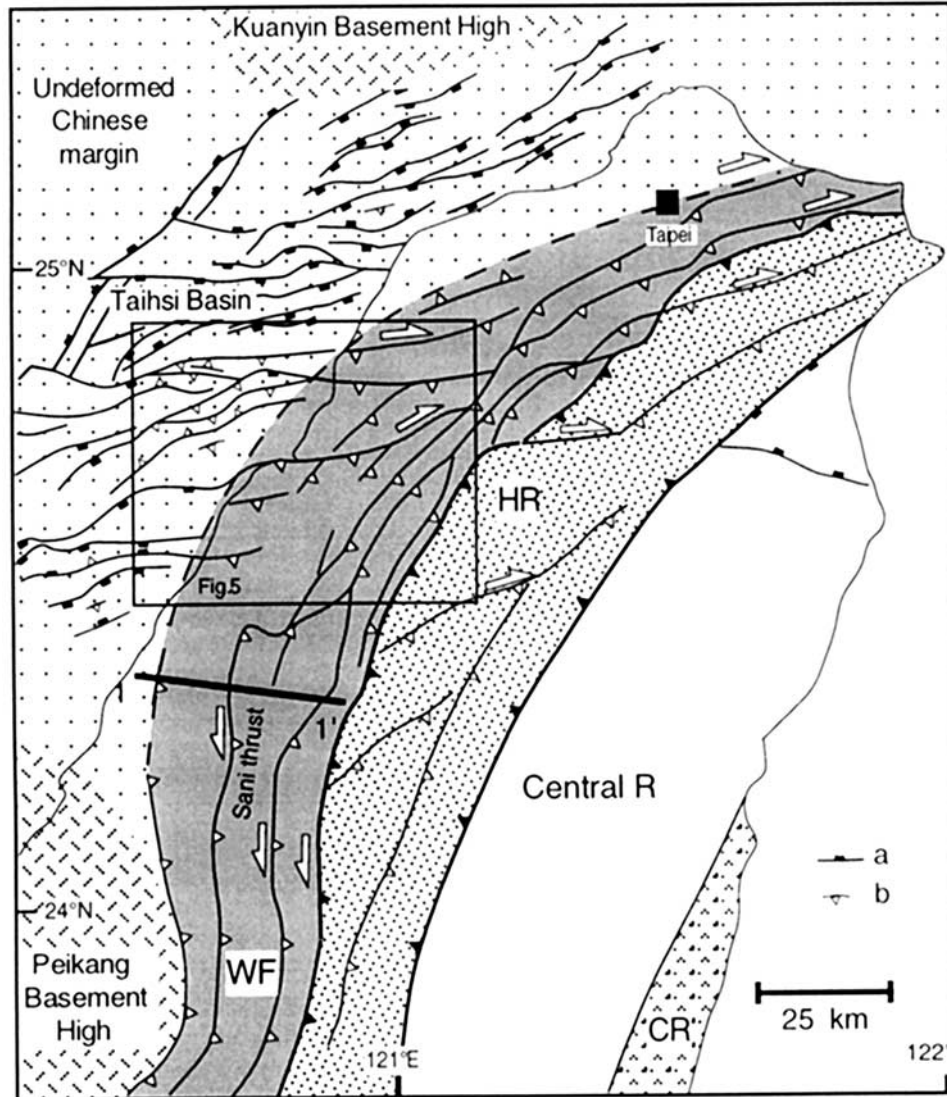 Kuanyin Basement High
Undeformed
Chinese
margin
Taipei
25°N
Taihsi Basin
HR
Fig.5
1
1'
Sani thrust
Central R
a
b
24°N
WF
Peikang
Basement
High
25 km
CR
121°E
122°